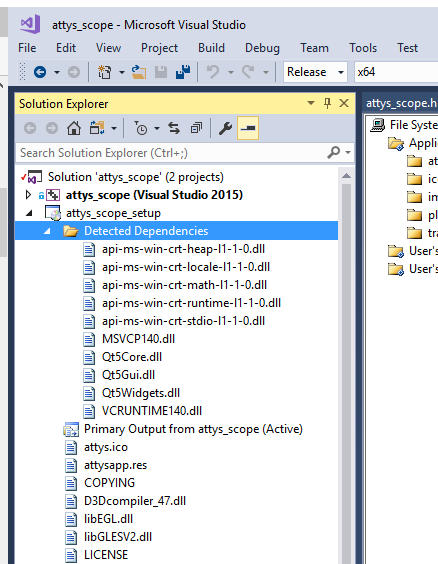 attys_scope - Microsoft Visual Studio
File Edit View Project Build Debug Team Tools Test
Release x64
Solution Explorer
attys_scope.h
Search Solution Explorer (Ctrl+;)
Solution 'attys_scope' (2 projects)
attys_scope (Visual Studio 2015)
attys_scope_setup
Detected Dependencies
api-ms-win-crt-heap-l1-1-0.dll
api-ms-win-crt-locale-l1-1-0.dll
api-ms-win-crt-math-l1-1-0.dll
api-ms-win-crt-runtime-l1-1-0.dll
api-ms-win-crt-stdio-l1-1-0.dll
MSVCP140.dll
Qt5Core.dll
Qt5Gui.dll
Qt5Widgets.dll
VCRUNTIME140.dll
Primary Output from attys_scope (Active)
attys.ico
attysapp.res
COPYING
D3Dcompiler_47.dll
libEGL.dll
libGLESV2.dll
LICENSE
File Syste
Appli
at
ic
im
pl
tra
User's
User's